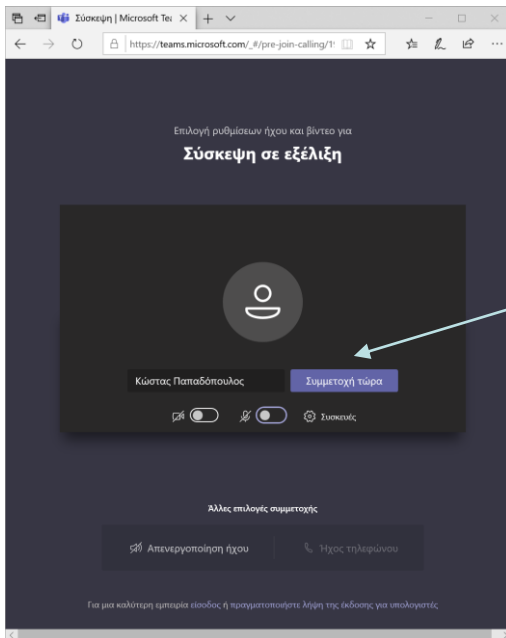 Σύσκεψη | Microsoft Tea
https://teams.microsoft.com/_#/pre-join-calling/1
Επιλογή ρυθμίσεων ήχου και βίντεο για
Σύσκεψη σε εξέλιξη
Κώστας Παπαδόπουλος
Συμμετοχή τώρα
Συσκευές
Άλλες επιλογές συμμετοχής
Απενεργοποίηση ήχου
Ήχος τηλεφώνου
Για μια καλύτερη εμπειρία είσοδος ή πραγματοποιήστε λήψη της έκδοσης για υπολογιστές